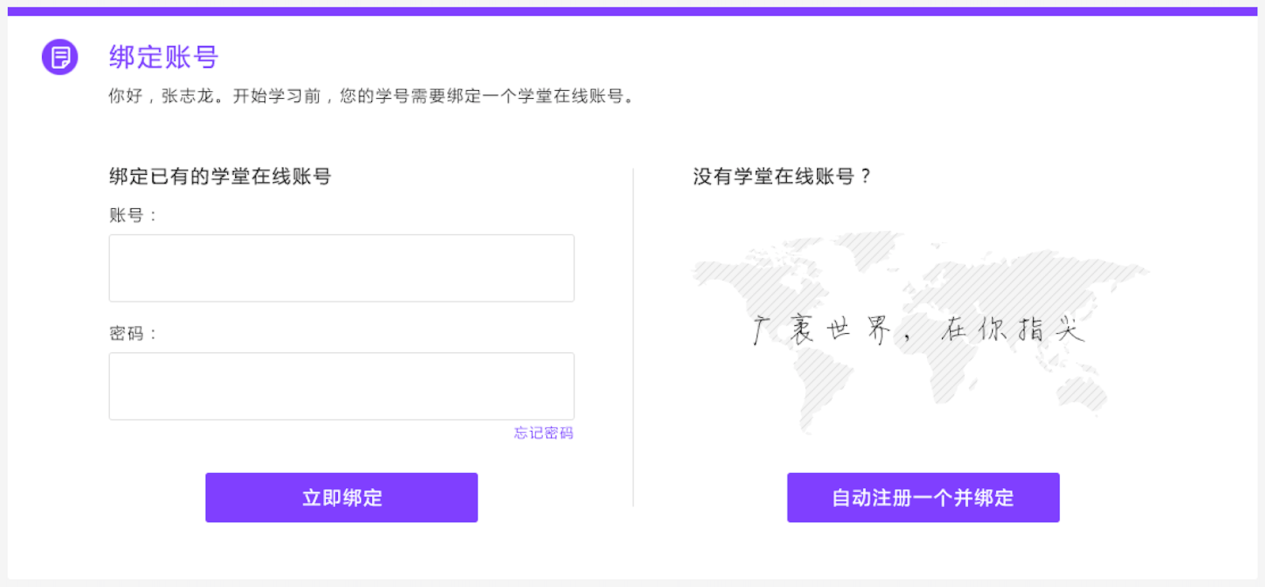 绑定账号
你好，张志龙。开始学习前，您的学号需要绑定一个学堂在线账号。
绑定已有的学堂在线账号
账号：
密码：
忘记密码
立即绑定
没有学堂在线账号？
广袤世界，在你指尖
自动注册一个并绑定